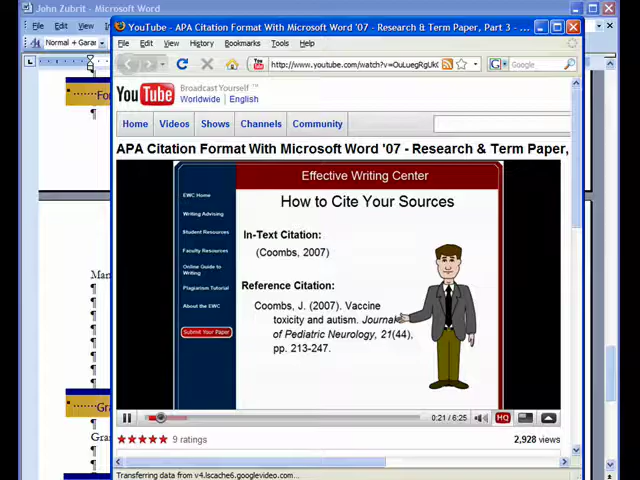 John Zubrit - Microsoft Word
File Edit View
Normal + Garam
YouTube - APA Citation Format With Microsoft Word '07 - Research & Term Paper, Part 3 - ...
File Edit View History Bookmarks Tools Help
http://www.youtube.com/watch?v=
Google
YouTube
Broadcast Yourself ™
Worldwide English
Home Videos Shows Channels Community
APA Citation Format With Microsoft Word '07 - Research & Term Paper,
Effective Writing Center
How to Cite Your Sources
EWC Home
Writing Advising
Student Resources
Faculty Resources
Online Guide to
Writing
Plagiarism Tutorial
About the EWC
Submit Your Paper
In-Text Citation:
(Coombs, 2007)
Reference Citation:
Coombs, J. (2007). Vaccine
toxicity and autism. Journal
of Pediatric Neurology, 21(44),
pp. 213-247.
0:21 / 6:25
HQ
9 ratings
2,928 views
Transferring data from v4.lscache6.googlevideo.com...